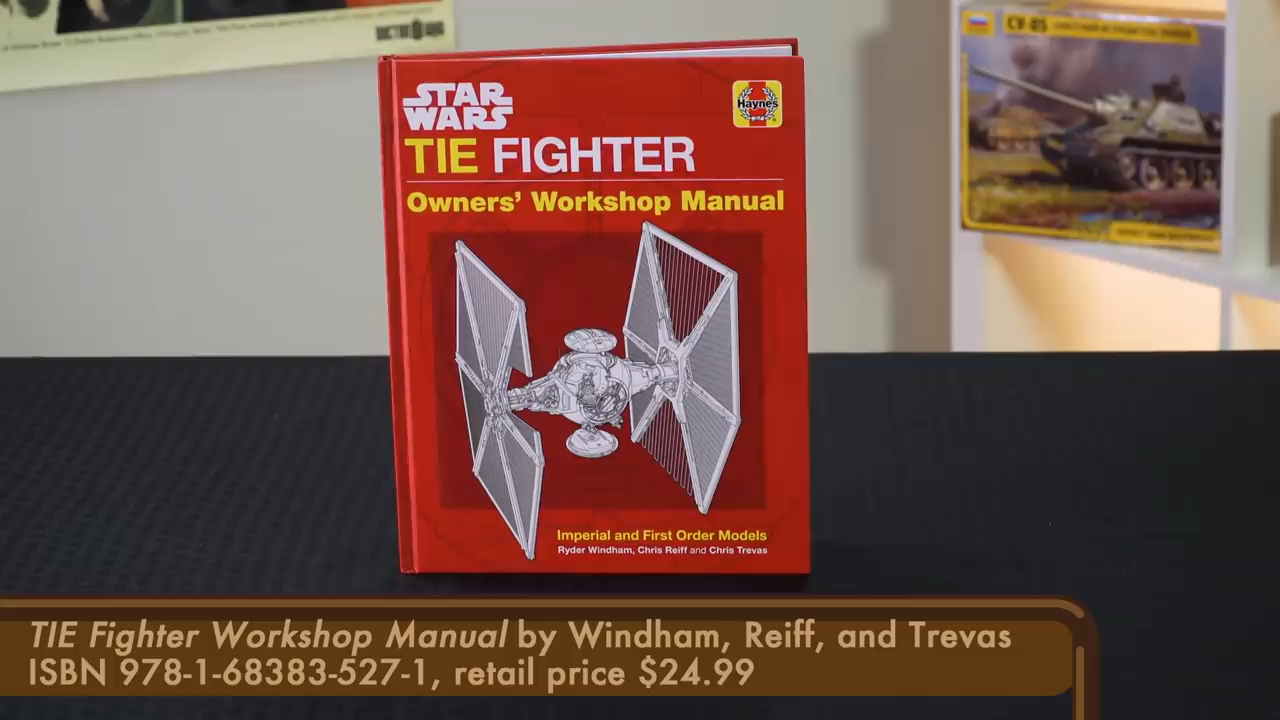 STAR
WARS
Haynes
TIE FIGHTER
Owners' Workshop Manual
Imperial and First Order Models
Ryder Windham, Chris Reiff and Chris Trevas
СУ-85
TIE Fighter Workshop Manual by Windham, Reiff, and Trevas
ISBN 978-1-68383-527-1, retail price $24.99